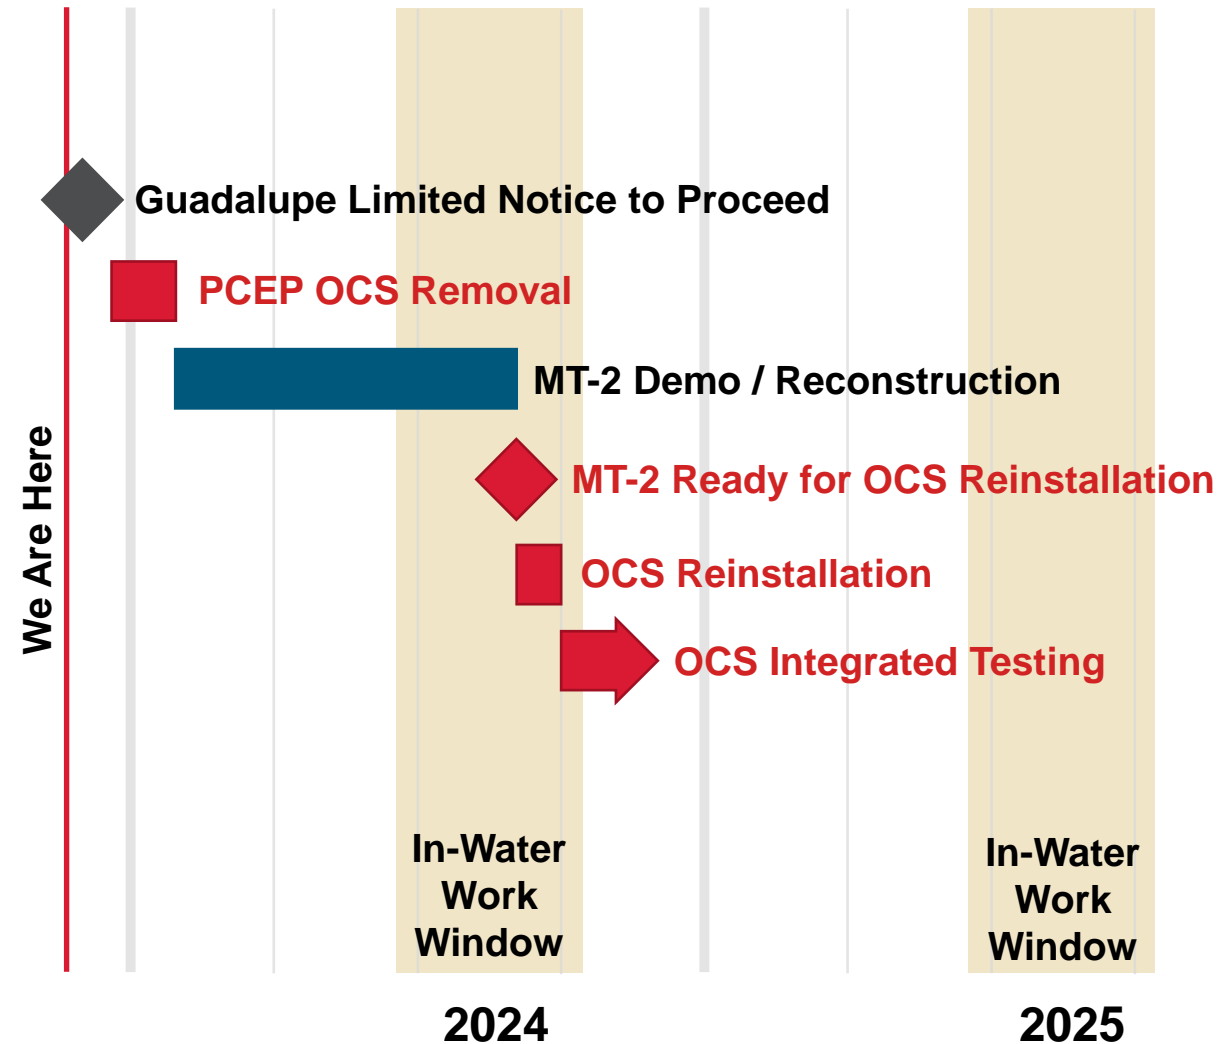 Guadalupe Limited Notice to Proceed
PCEP OCS Removal
MT-2 Demo / Reconstruction
MT-2 Ready for OCS Reinstallation
OCS Reinstallation
OCS Integrated Testing
We Are Here
In-Water
Work
Window
In-Water
Work
Window
2024
2025